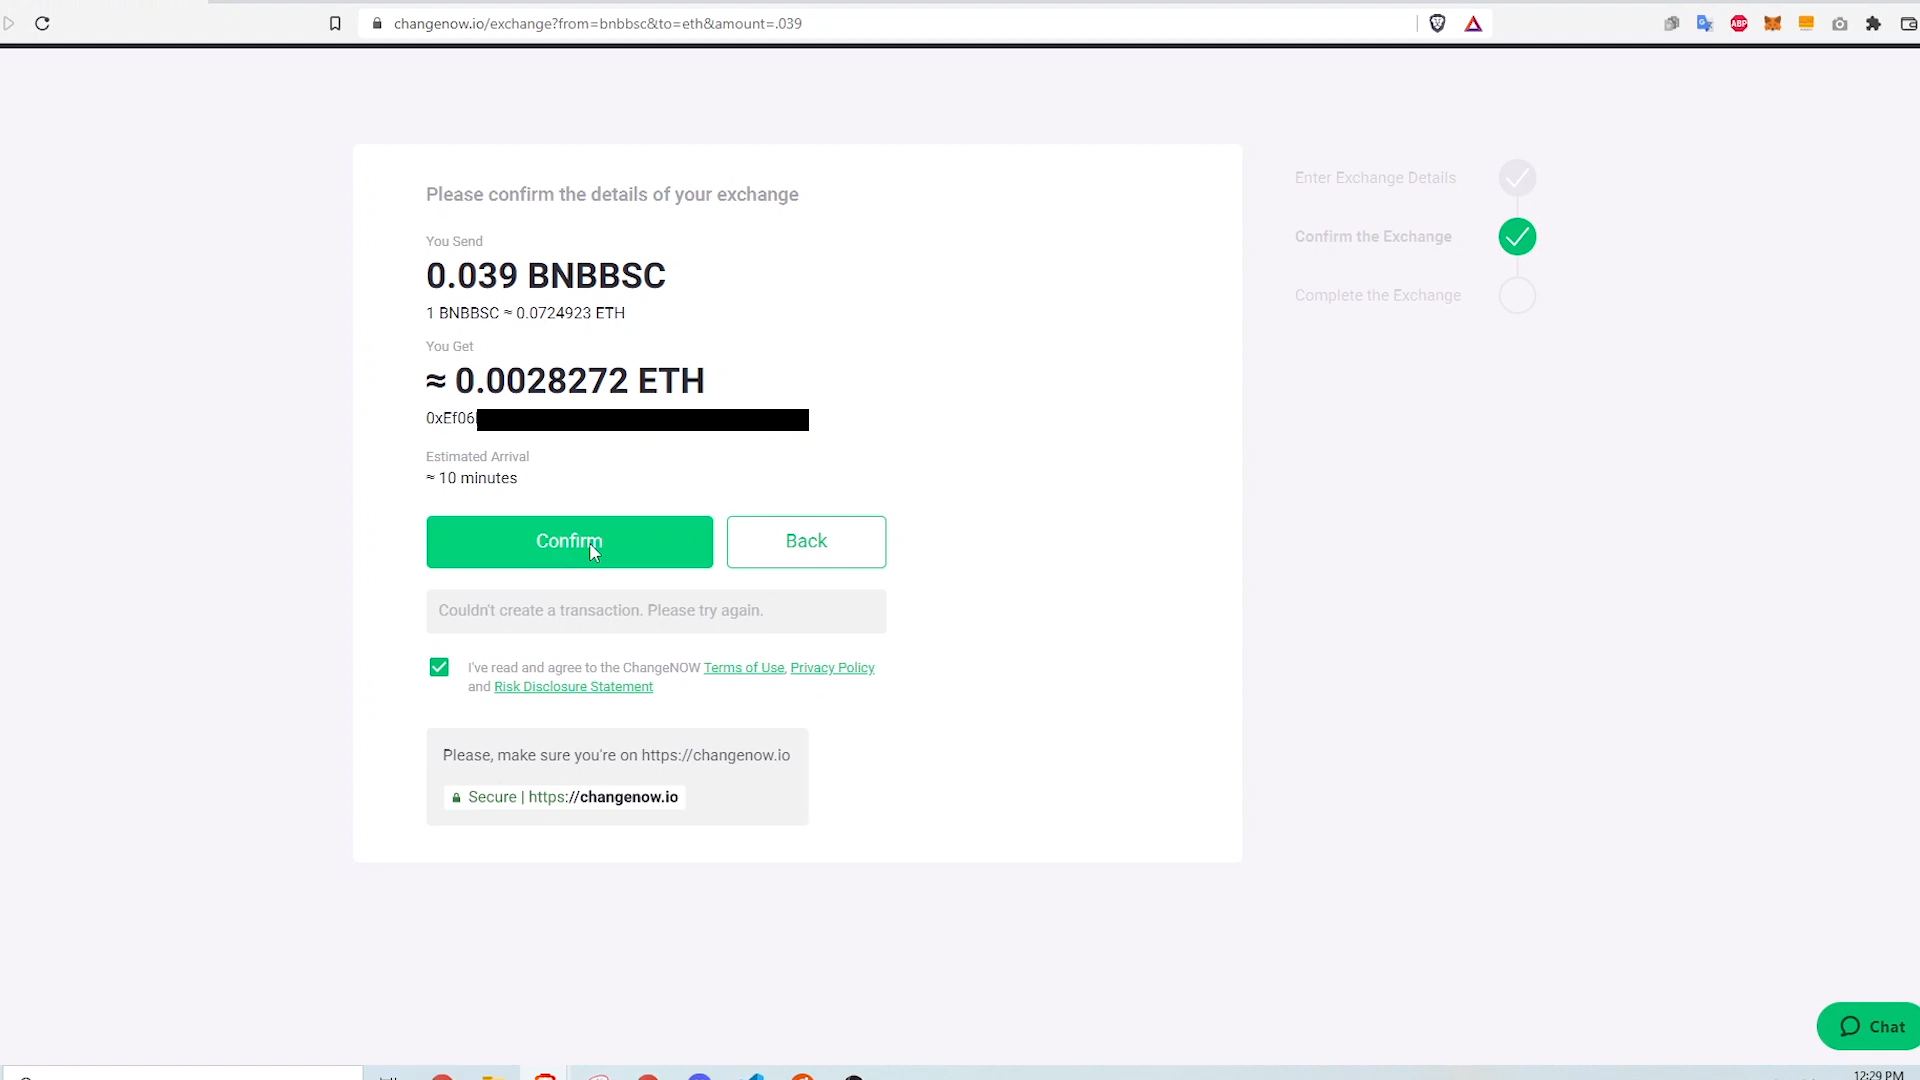 changenow.io/exchange?from=bnbbsc&to=eth&amount=.039
ABP
Please confirm the details of your exchange
You Send
0.039 BNBBSC
1 BNBBSC ≈ 0.0724923 ETH
You Get
≈ 0.0028272 ETH
0xEf06
Estimated Arrival
≈ 10 minutes
Confirm
Back
Couldn't create a transaction. Please try again.
I've read and agree to the ChangeNOW Terms of Use, Privacy Policy
and Risk Disclosure Statement
Please, make sure you're on https://changenow.io
Secure | https://changenow.io
Enter Exchange Details
Confirm the Exchange
Complete the Exchange
Chat
12:29 PM